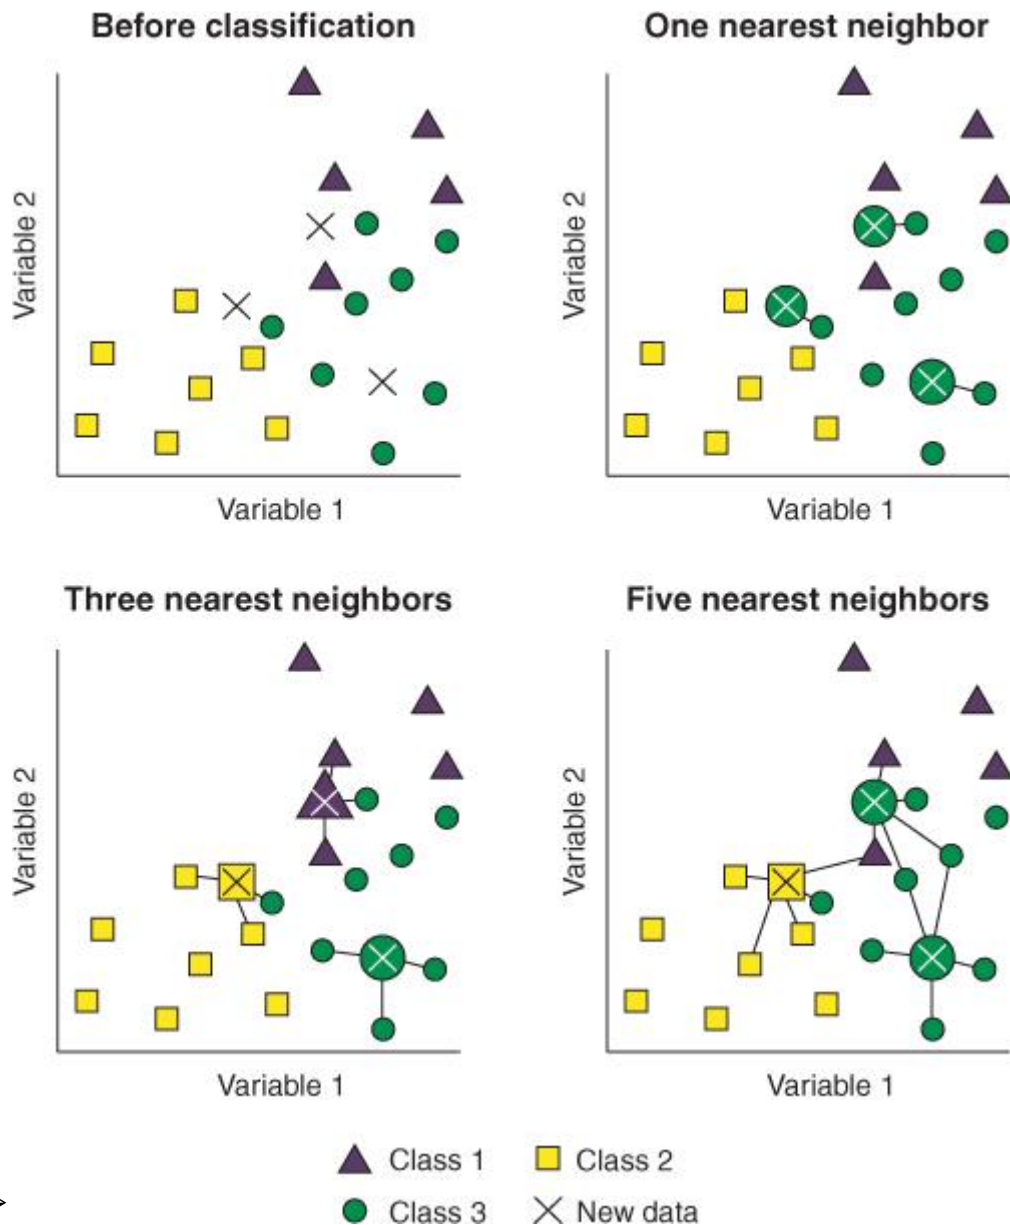 Before classification
One nearest neighbor
Variable 2
Variable 2
Variable 1
Variable 1
Three nearest neighbors
Five nearest neighbors
Variable 2
Variable 2
Variable 1
Variable 1
Class 1
Class 2
Class 3
New data